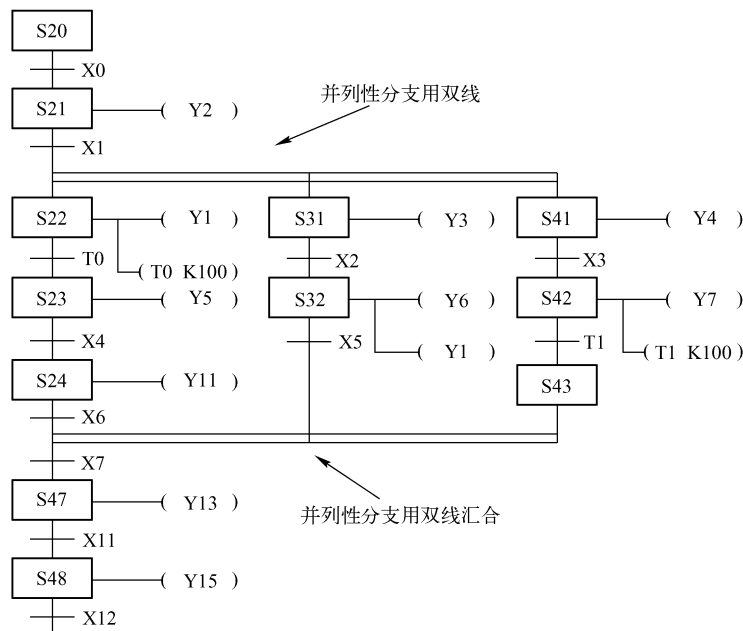 S20
X0
并列性分支用双线
S21 ( Y2 )
X1
S22 ( Y1 ) S31 ( Y3 ) S41 ( Y4 )
T0 ( T0 K100 ) X2 X3
S23 ( Y5 ) S32 ( Y6 ) S42 ( Y7 )
X4 X5 ( Y1 ) T1 ( T1 K100 )
S24 ( Y11 ) S43
X6
X7
S47 ( Y13 ) 并列性分支用双线汇合
X11
S48 ( Y15 )
X12